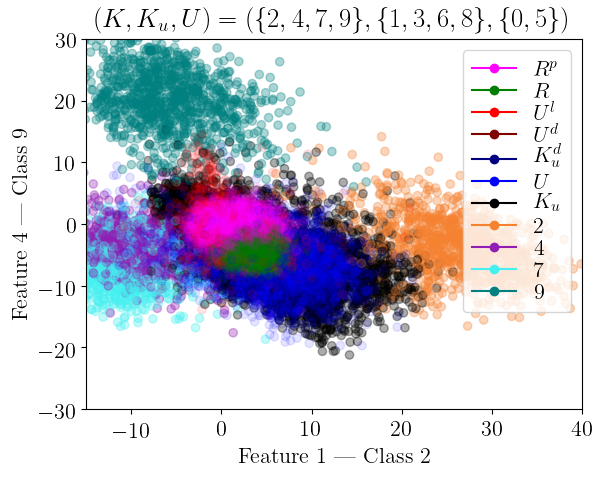 (K, K_u, U) = ({2, 4, 7, 9}, {1, 3, 6, 8}, {0, 5})
30
20
10
0
−10
−20
−30
Feature 4 — Class 9
R^p
R
U^l
U^d
K_u^d
U
K_u
2
4
7
9
−10
0
10
20
30
40
Feature 1 — Class 2